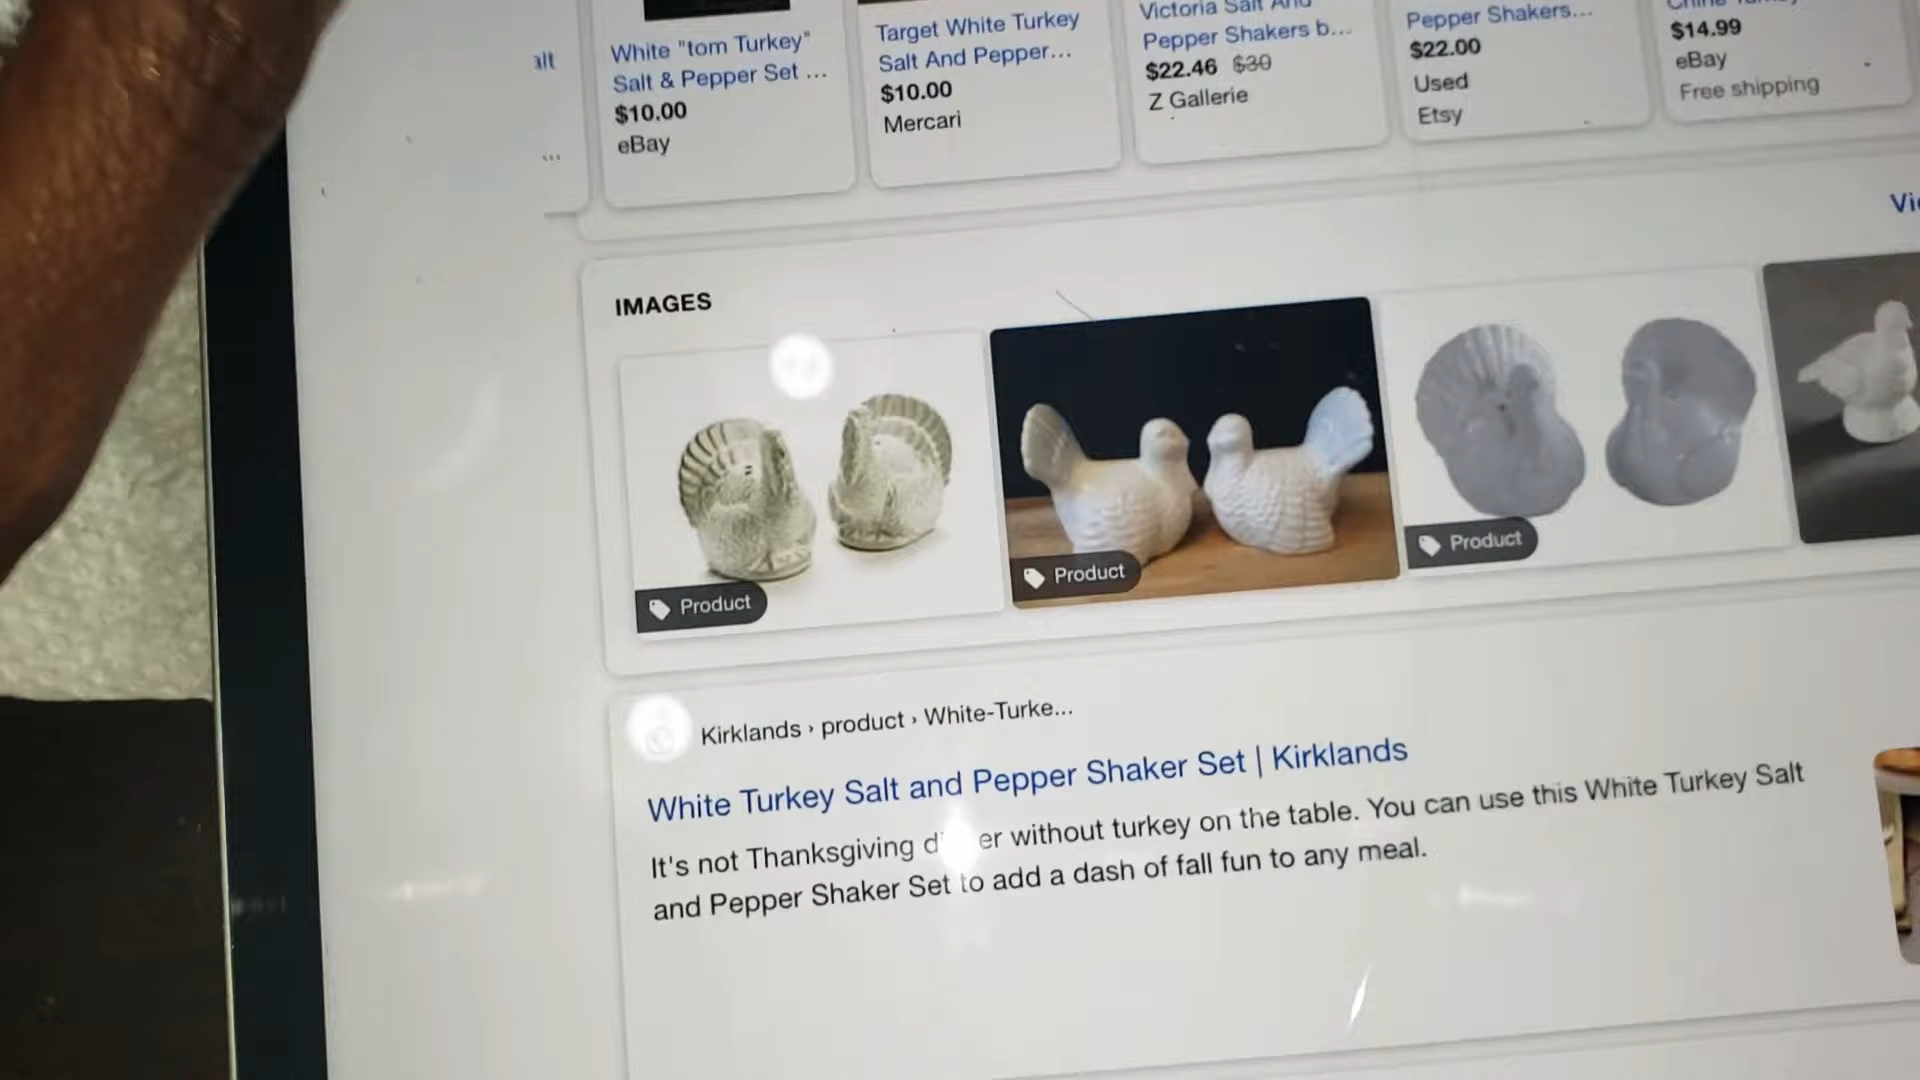 alt
...
White "tom Turkey"
Salt & Pepper Set ...
$10.00
eBay
Target White Turkey
Salt And Pepper...
$10.00
Mercari
Victoria Salt And
Pepper Shakers b...
$22.46 $30
Z Gallerie
Pepper Shakers...
$22.00
Used
Etsy
$14.99
eBay
Free shipping
IMAGES
Product
Product
Product
Kirklands › product › White-Turke...
White Turkey Salt and Pepper Shaker Set | Kirklands
It's not Thanksgiving d er without turkey on the table. You can use this White Turkey Salt
and Pepper Shaker Set to add a dash of fall fun to any meal.